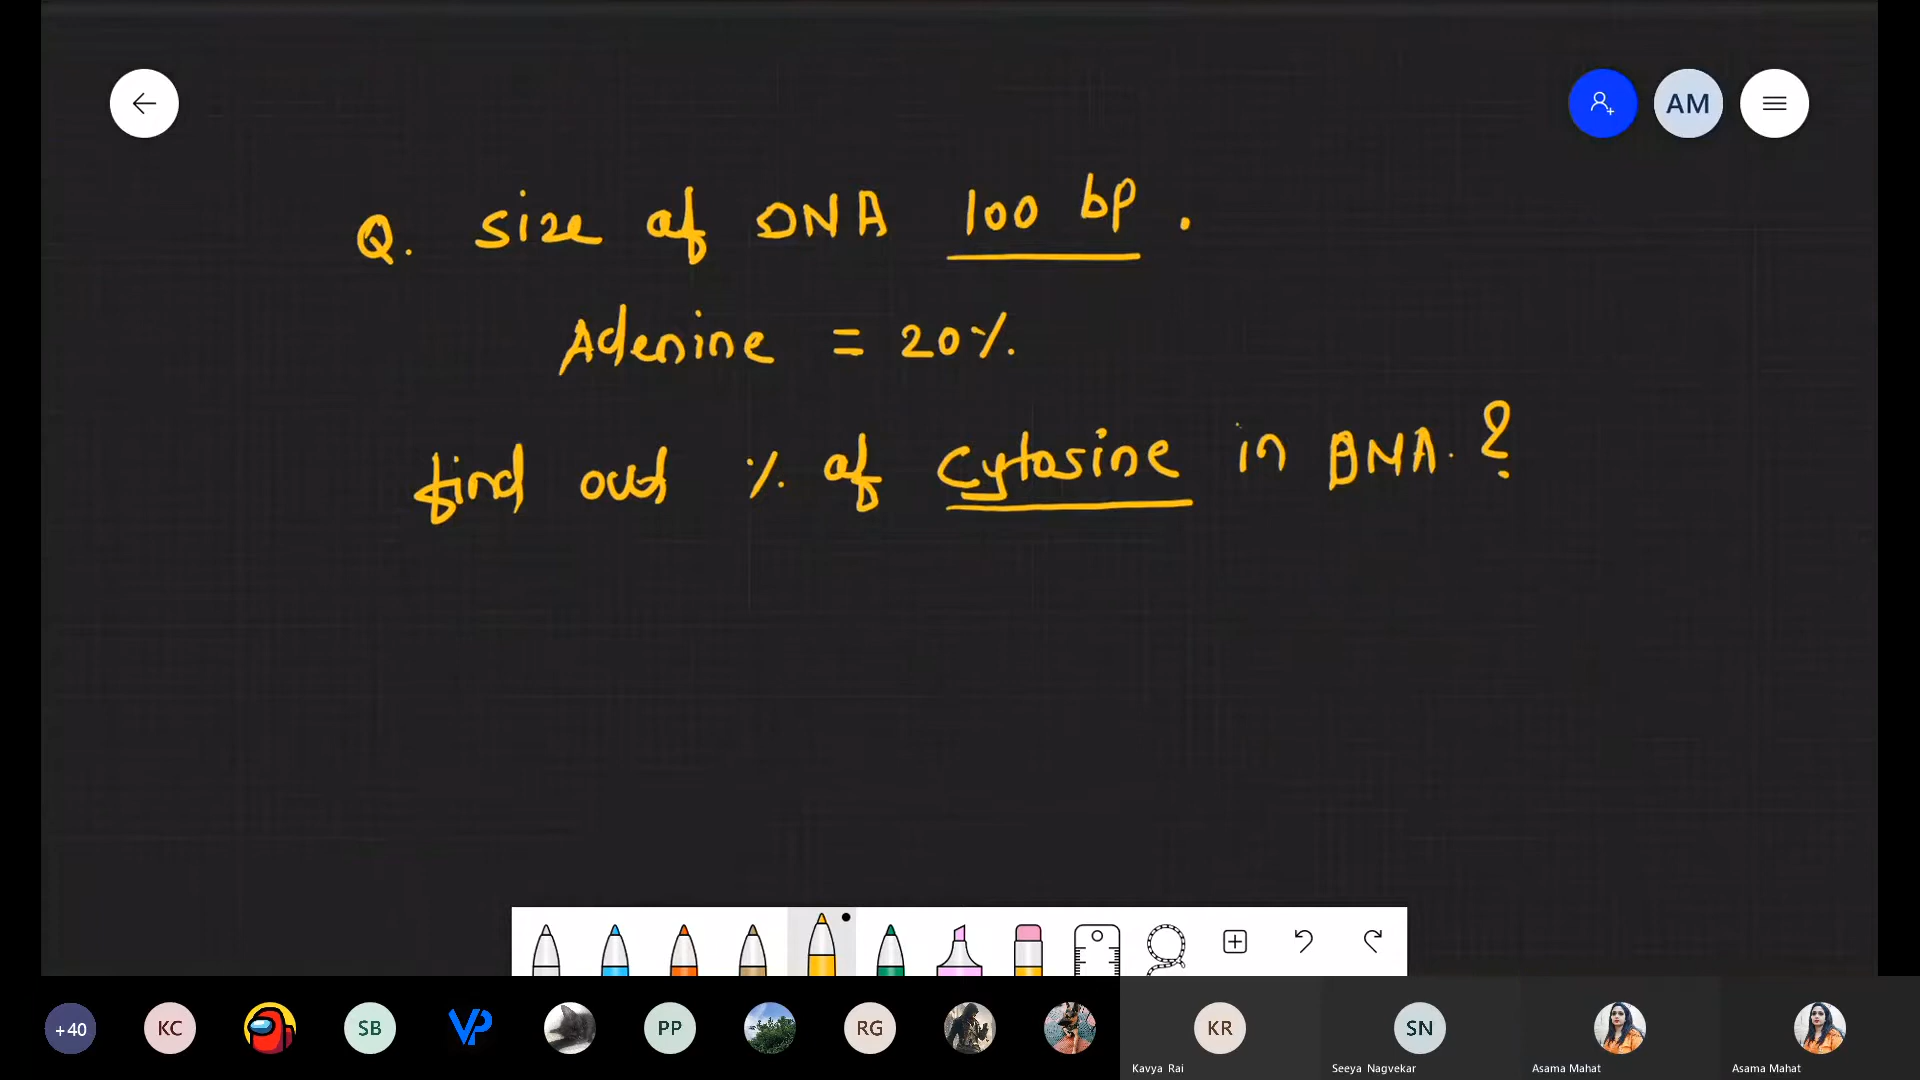 AM
Q. size of DNA 100 bp.
Adenine = 20%.
find out % of Cytosine in DNA.?
+40
KC
SB
VP
PP
RG
KR
SN
Kavya Rai
Seeya Nagvekar
Asama Mahat
Asama Mahat